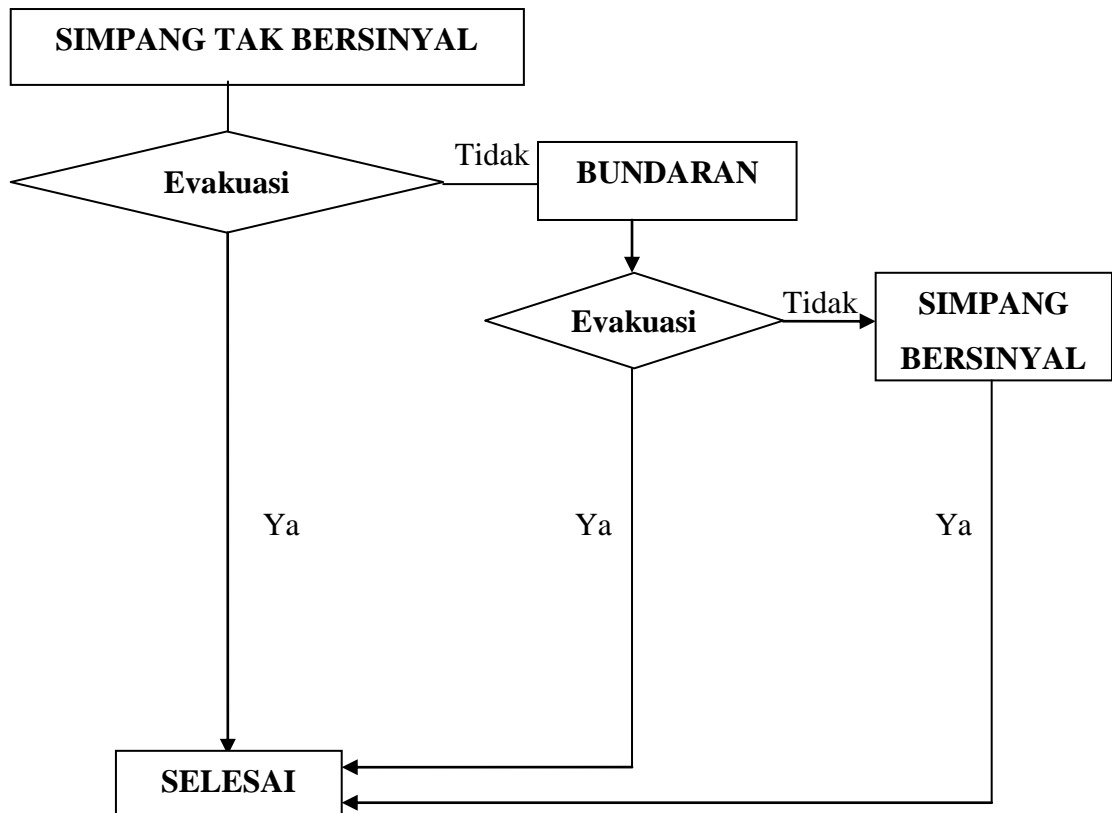 SIMPANG TAK BERSINYAL
Evakuasi
Tidak
BUNDARAN
Evakuasi
Tidak
SIMPANG
BERSINYAL
Ya
Ya
Ya
SELESAI